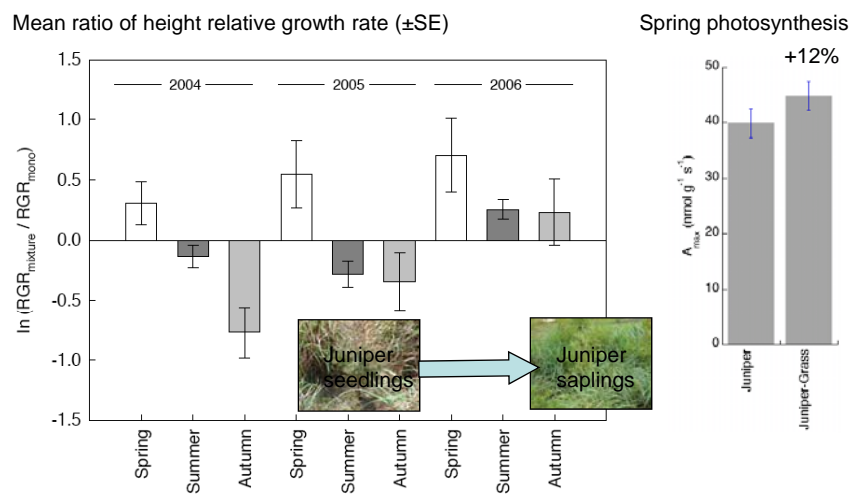 Mean ratio of height relative growth rate (±SE)
Spring photosynthesis
+12%
ln (RGRmixture / RGRmono)
1.5
1.0
0.5
0.0
-0.5
-1.0
-1.5
2004
2005
2006
Juniper
seedlings
Juniper
saplings
Spring
Summer
Autumn
Spring
Summer
Autumn
Spring
Summer
Autumn
Amax (nmol g-1 s-1)
50
40
30
20
10
0
Juniper
Juniper-Grass